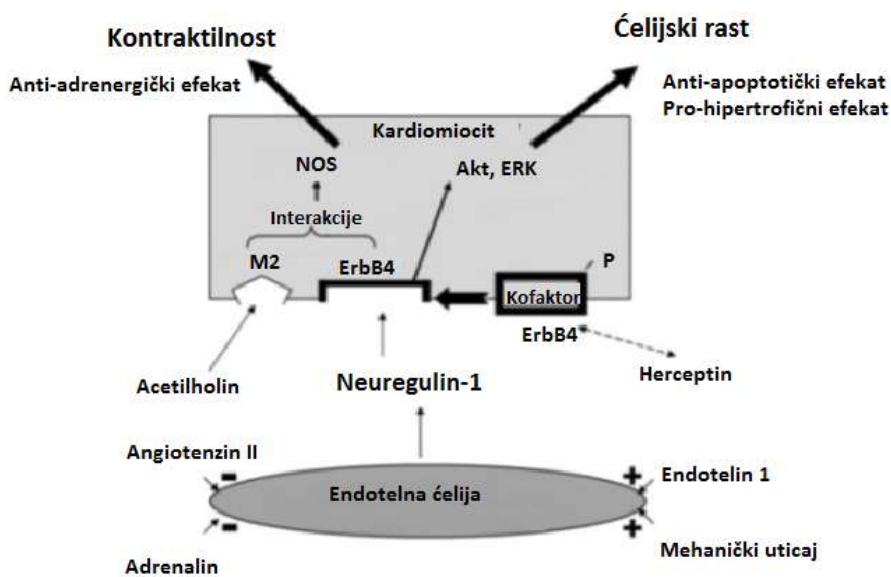 Kontraktilnost
Ćelijski rast
Anti-adrenergički efekat
Anti-apoptotički efekat
Pro-hipertrofični efekat
Kardiomiocit
NOS
Akt, ERK
Interakcije
M2
ErbB4
P
Kofaktor
ErbB4
Acetilholin
Neuregulin-1
Herceptin
Angiotenzin II
-
+
Endotelin 1
Endotelna ćelija
-
+
Adrenalin
Mehanički uticaj